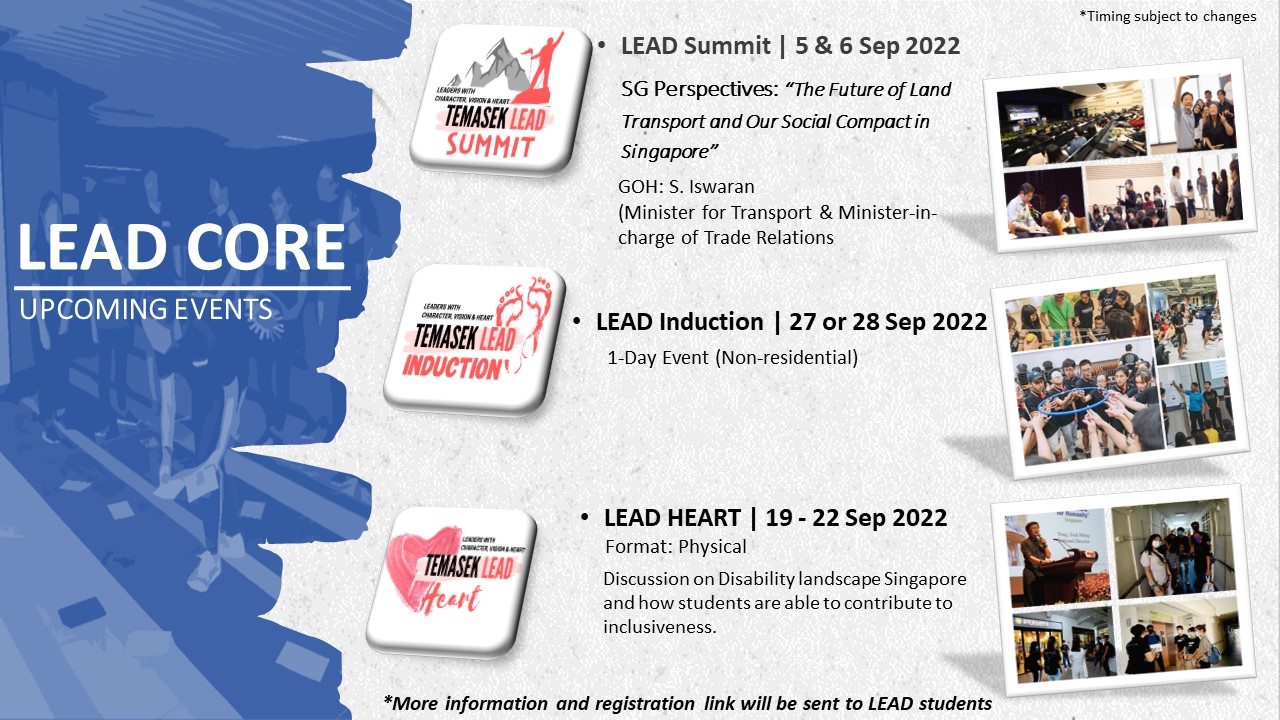 *Timing subject to changes
LEAD CORE
UPCOMING EVENTS
LEADERS WITH
CHARACTER, VISION & HEART
TEMASEK LEAD
SUMMIT
• LEAD Summit | 5 & 6 Sep 2022
SG Perspectives: “The Future of Land
Transport and Our Social Compact in
Singapore”
GOH: S. Iswaran
(Minister for Transport & Minister-in-
charge of Trade Relations
LEADERS WITH
CHARACTER, VISION & HEART
TEMASEK LEAD
INDUCTION
• LEAD Induction | 27 or 28 Sep 2022
1-Day Event (Non-residential)
LEADERS WITH
CHARACTER, VISION & HEART
TEMASEK LEAD
Heart
• LEAD HEART | 19 - 22 Sep 2022
Format: Physical
Discussion on Disability landscape Singapore
and how students are able to contribute to
inclusiveness.
for Humanity
Singapore
*More information and registration link will be sent to LEAD students